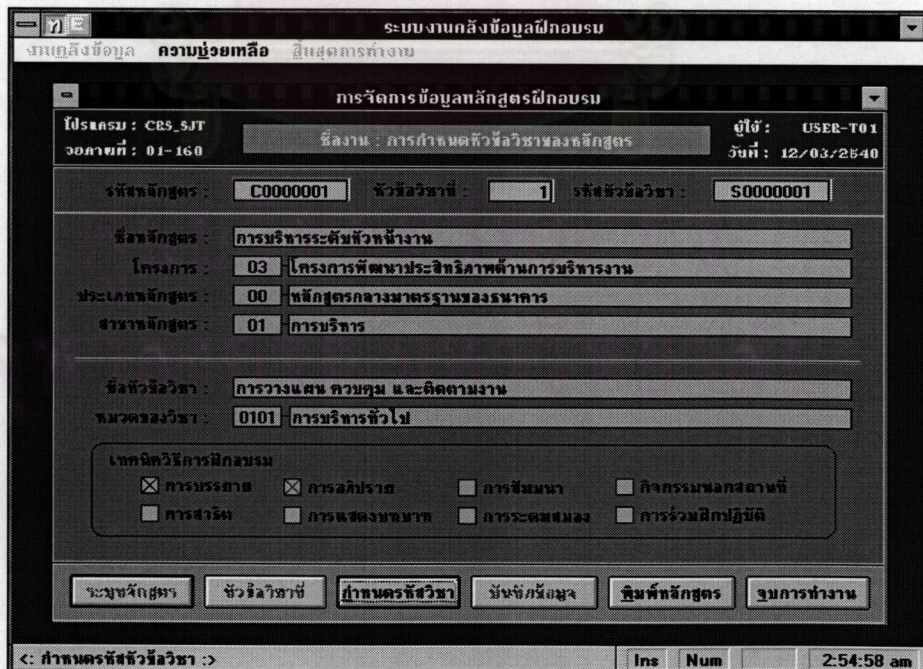 ท E ระบบงานคลังข้อมูลฝึกอบรม
งานคลังข้อมูล ความช่วยเหลือ สิ้นสุดการทำงาน
การจัดการข้อมูลหลักสูตรฝึกอบรม
โปรแกรม : CRS_SJT
จอภาพที่ : 01-160
ชื่องาน : การกำหนดหัวข้อวิชาของหลักสูตร
ผู้ใช้ : USER-T01
วันที่ : 12/03/2540
รหัสหลักสูตร : C0000001 หัวข้อวิชาที่ : 1 รหัสหัวข้อวิชา : S0000001
ชื่อหลักสูตร : การบริหารระดับหัวหน้างาน
โครงการ : 03 โครงการพัฒนาประสิทธิภาพด้านการบริหารงาน
ประเภทหลักสูตร : 00 หลักสูตรกลางมาตรฐานของธนาคาร
สาขาหลักสูตร : 01 การบริหาร
ชื่อหัวข้อวิชา : การวางแผน ควบคุม และติดตามงาน
หมวดของวิชา : 0101 การบริหารทั่วไป
เทคนิควิธีการฝึกอบรม
การบรรยาย การอภิปราย การสัมมนา กิจกรรมนอกสถานที่
การสาธิต การแสดงบทบาท การระดมสมอง การร่วมฝึกปฏิบัติ
ระบุหลักสูตร หัวข้อวิชาที่ กำหนดรหัสวิชา บันทึกข้อมูล พิมพ์หลักสูตร จบการทำงาน
<: กำหนดรหัสหัวข้อวิชา :> Ins Num 2:54:58 am